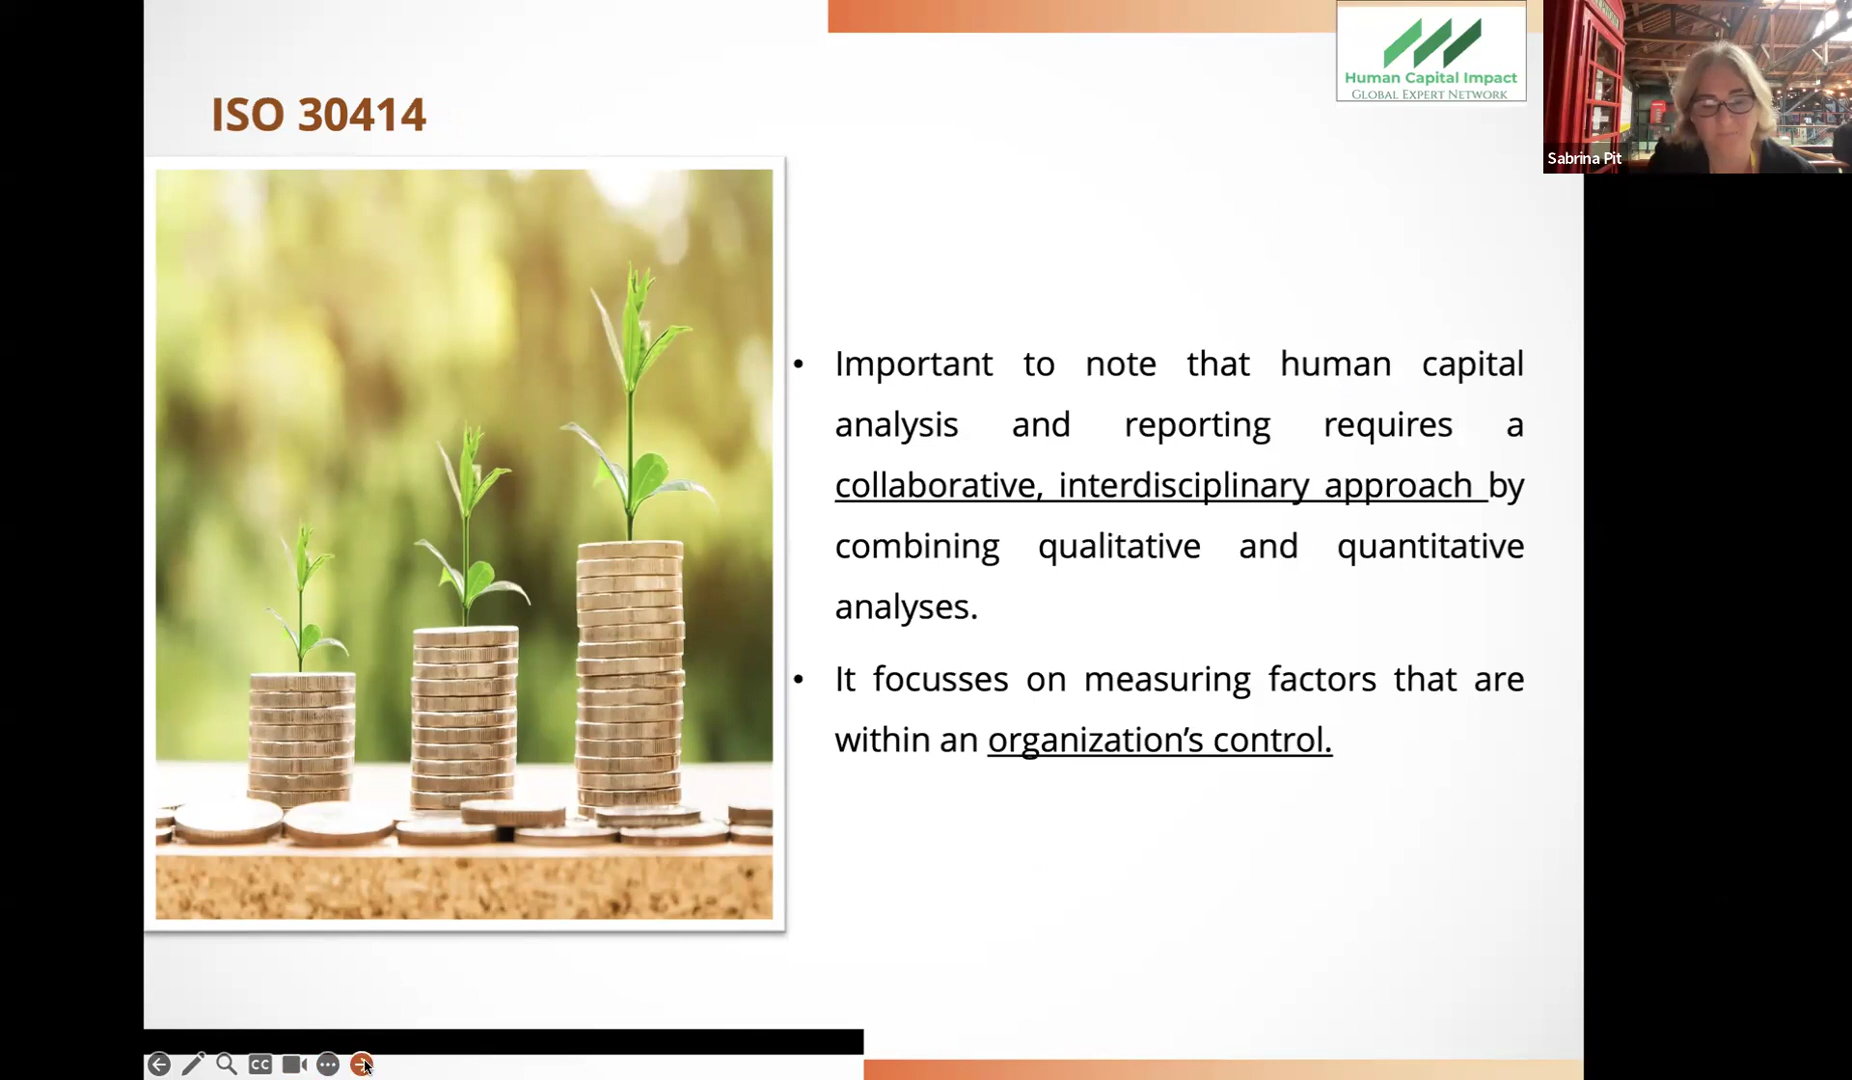 Human Capital Impact
GLOBAL EXPERT NETWORK
Sabrina Pit
ISO 30414
• Important to note that human capital
analysis and reporting requires a
collaborative, interdisciplinary approach by
combining qualitative and quantitative
analyses.
• It focusses on measuring factors that are
within an organization’s control.
CC